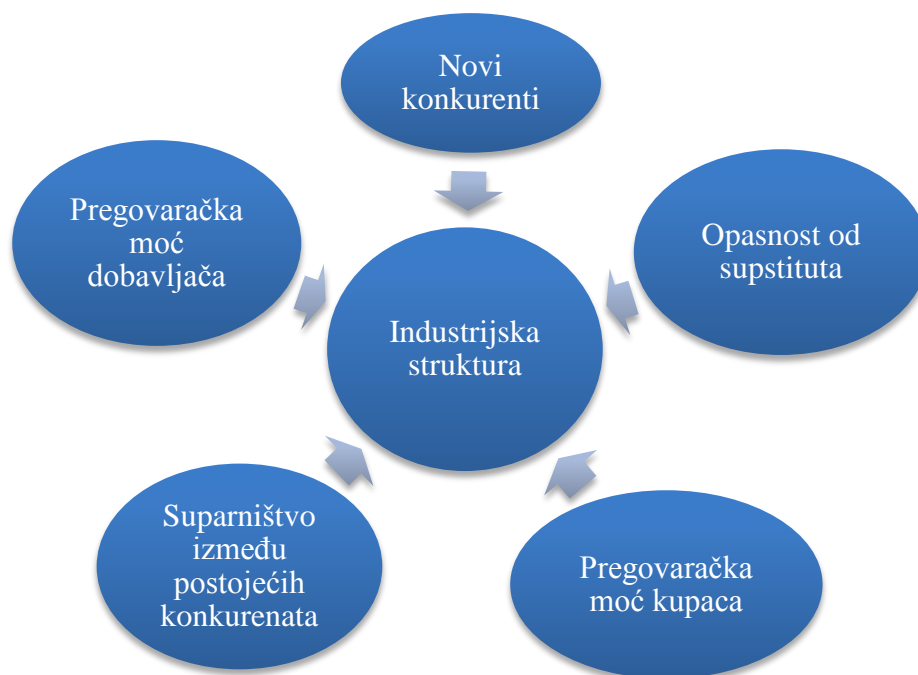 Novi
konkurenti
Pregovaračka
moć
dobavljača
Opasnost od
supstituta
Industrijska
struktura
Suparništvo
između
postojećih
konkurenata
Pregovaračka
moć kupaca